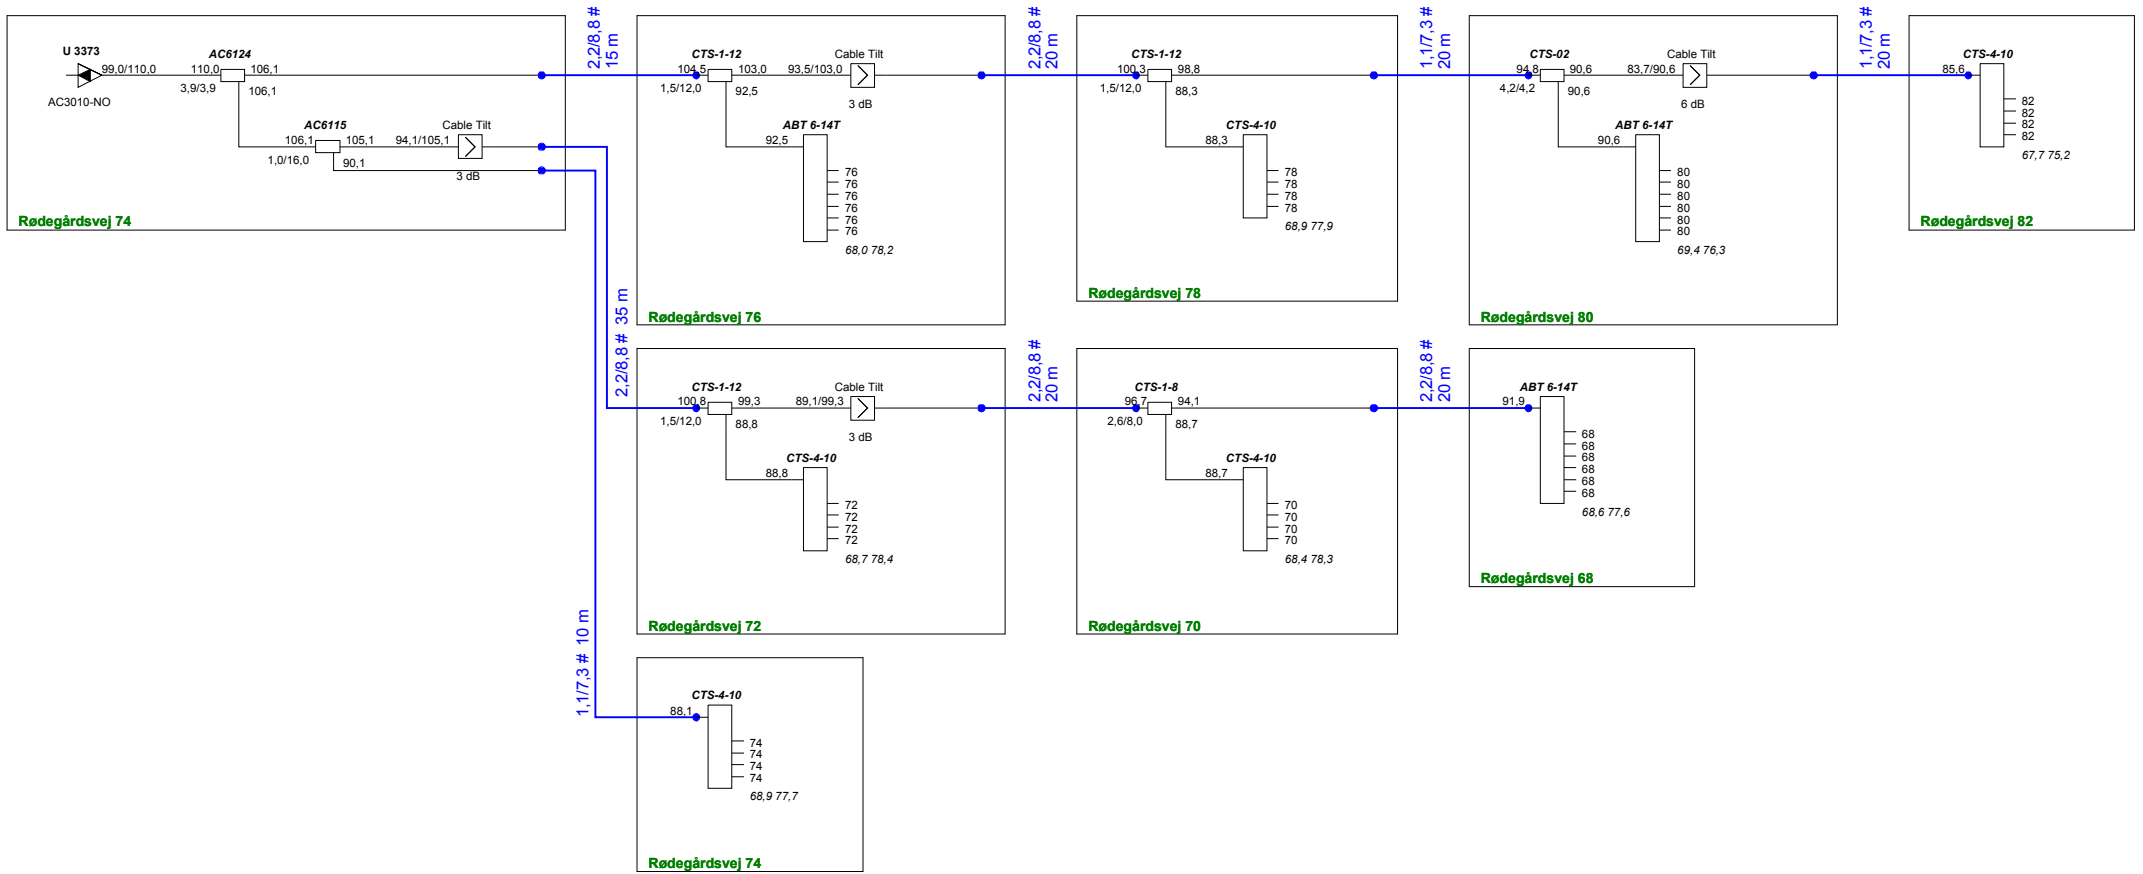 U 3373
99,0/110,0
AC3010-NO
AC6124
110,0
106,1
3,9/3,9
106,1
AC6115
106,1
105,1
1,0/16,0
90,1
Cable Tilt
94,1/105,1
3 dB
Rødegårdsvej 74
2,2/8,8 #
15 m
CTS-1-12
104,5
103,0
1,5/12,0
92,5
Cable Tilt
93,5/103,0
3 dB
ABT 6-14T
92,5
76
76
76
76
76
76
68,0 78,2
Rødegårdsvej 76
2,2/8,8 #
20 m
CTS-1-12
100,3
98,8
1,5/12,0
88,3
CTS-4-10
88,3
78
78
78
78
68,9 77,9
Rødegårdsvej 78
1,1/7,3 #
20 m
CTS-02
94,8
90,6
4,2/4,2
90,6
Cable Tilt
83,7/90,6
6 dB
ABT 6-14T
90,6
80
80
80
80
80
80
69,4 76,3
Rødegårdsvej 80
1,1/7,3 #
20 m
CTS-4-10
85,6
82
82
82
82
67,7 75,2
Rødegårdsvej 82
2,2/8,8 # 35 m
CTS-1-12
100,8
99,3
1,5/12,0
88,8
Cable Tilt
89,1/99,3
3 dB
CTS-4-10
88,8
72
72
72
72
68,7 78,4
Rødegårdsvej 72
2,2/8,8 #
20 m
CTS-1-8
96,7
94,1
2,6/8,0
88,7
CTS-4-10
88,7
70
70
70
70
68,4 78,3
Rødegårdsvej 70
2,2/8,8 #
20 m
ABT 6-14T
91,9
68
68
68
68
68
68
68,6 77,6
Rødegårdsvej 68
1,1/7,3 # 10 m
CTS-4-10
88,1
74
74
74
74
68,9 77,7
Rødegårdsvej 74